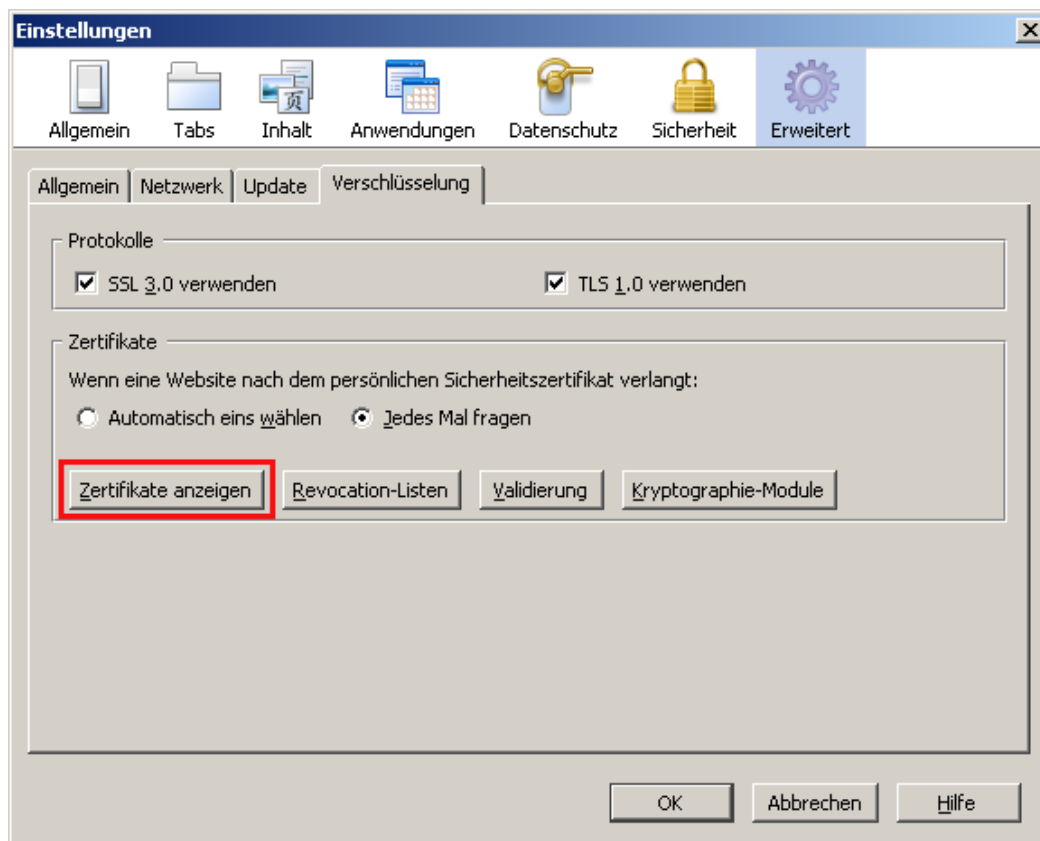 Einstellungen
页
Allgemein Tabs Inhalt Anwendungen Datenschutz Sicherheit Erweitert
Allgemein Netzwerk Update Verschlüsselung
Protokolle
SSL 3.0 verwenden TLS 1.0 verwenden
Zertifikate
Wenn eine Website nach dem persönlichen Sicherheitszertifikat verlangt:
Automatisch eins wählen Jedes Mal fragen
Zertifikate anzeigen Revocation-Listen Validierung Kryptographie-Module
OK Abbrechen Hilfe